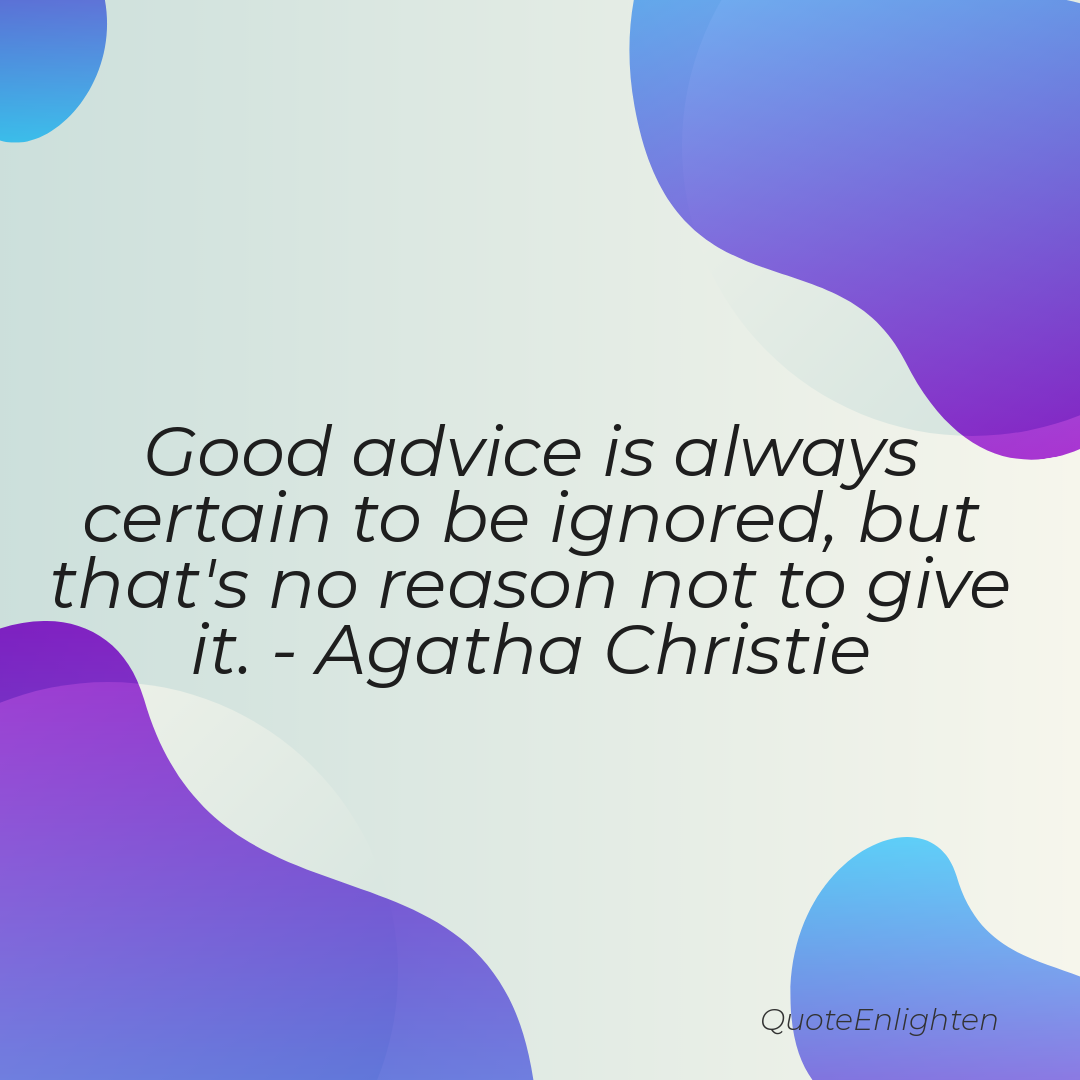 Good advice is always
certain to be ignored, but
that's no reason not to give
it. - Agatha Christie
QuoteEnlighten